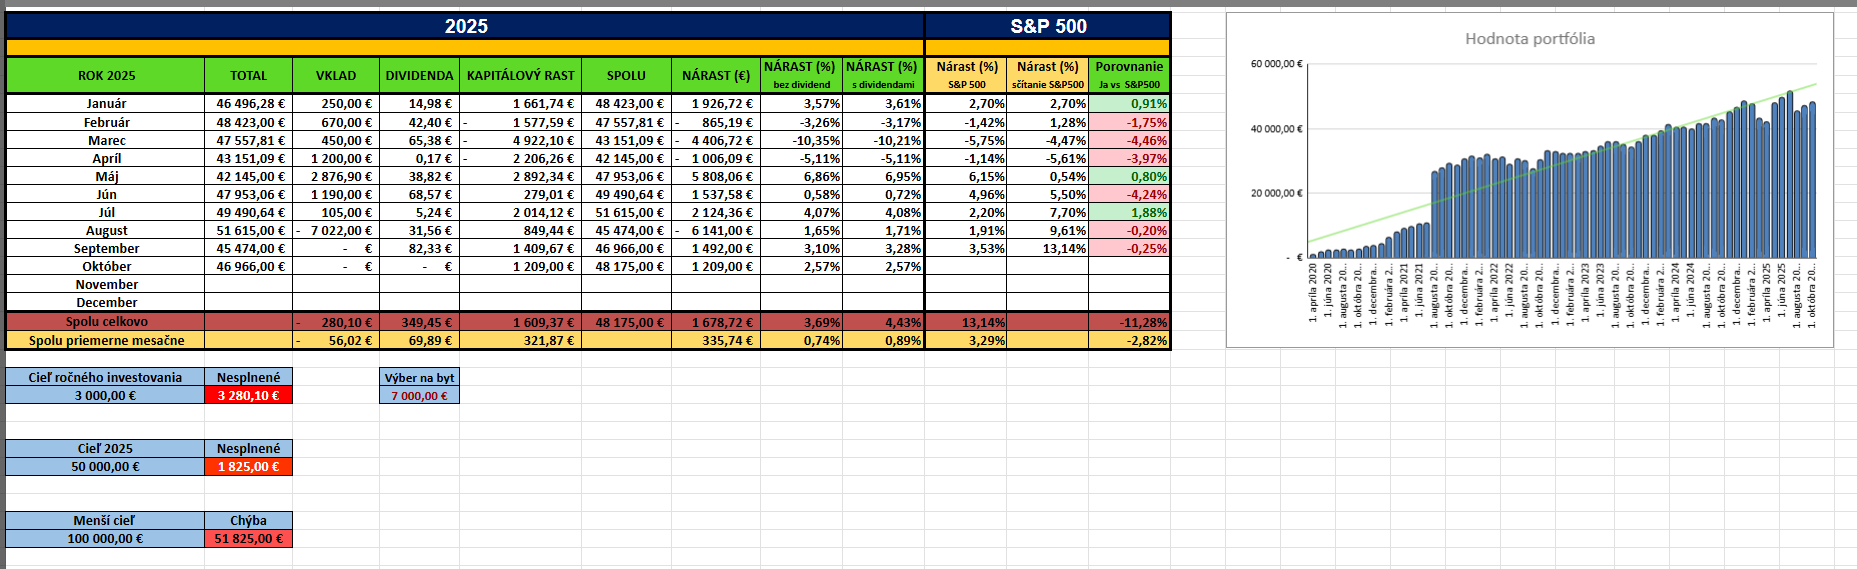 2025 S&P 500
ROK 2025 TOTAL VKLAD DIVIDENDA KAPITÁLOVÝ RAST SPOLU NÁRAST (€) NÁRAST (%) bez dividend NÁRAST (%) s dividendami Nárast (%) S&P 500 Nárast (%) sčítanie S&P500 Porovnanie Ja vs S&P500
Január 46 496,28 € 250,00 € 14,98 € 1 661,74 € 48 423,00 € 1 926,72 € 3,57% 3,61% 2,70% 2,70% 0,91%
Február 48 423,00 € 670,00 € 42,40 € - 1 577,59 € 47 557,81 € - 865,19 € -3,26% -3,17% -1,42% 1,28% -1,75%
Marec 47 557,81 € 450,00 € 65,38 € - 4 922,10 € 43 151,09 € - 4 406,72 € -10,35% -10,21% -5,75% -4,47% -4,46%
Apríl 43 151,09 € 1 200,00 € 0,17 € - 2 206,26 € 42 145,00 € - 1 006,09 € -5,11% -5,11% -1,14% -5,61% -3,97%
Máj 42 145,00 € 2 876,90 € 38,82 € 2 892,34 € 47 953,06 € 5 808,06 € 6,86% 6,95% 6,15% 0,54% 0,80%
Jún 47 953,06 € 1 190,00 € 68,57 € 279,01 € 49 490,64 € 1 537,58 € 0,58% 0,72% 4,96% 5,50% -4,24%
Júl 49 490,64 € 105,00 € 5,24 € 2 014,12 € 51 615,00 € 2 124,36 € 4,07% 4,08% 2,20% 7,70% 1,88%
August 51 615,00 € - 7 022,00 € 31,56 € 849,44 € 45 474,00 € - 6 141,00 € 1,65% 1,71% 1,91% 9,61% -0,20%
September 45 474,00 € - € 82,33 € 1 409,67 € 46 966,00 € 1 492,00 € 3,10% 3,28% 3,53% 13,14% -0,25%
Október 46 966,00 € - € - € 1 209,00 € 48 175,00 € 1 209,00 € 2,57% 2,57%
November
December
Spolu celkovo - 280,10 € 349,45 € 1 609,37 € 48 175,00 € 1 678,72 € 3,69% 4,43% 13,14% -11,28%
Spolu priemerne mesačne - 56,02 € 69,89 € 321,87 € 335,74 € 0,74% 0,89% 3,29% -2,82%
Cieľ ročného investovania Nesplnené Výber na byt
3 000,00 € 3 280,10 € 7 000,00 €
Cieľ 2025 Nesplnené
50 000,00 € 1 825,00 €
Menší cieľ Chýba
100 000,00 € 51 825,00 €
Hodnota portfólia
60 000,00 €
40 000,00 €
20 000,00 €
- €
1. apríla 2020
1. júna 2020
1. augusta 20...
1. októbra 20...
1. decembra...
1. februára 2...
1. apríla 2021
1. júna 2021
1. augusta 20...
1. októbra 20...
1. decembra...
1. februára 2...
1. apríla 2022
1. júna 2022
1. augusta 20...
1. októbra 20...
1. decembra...
1. februára 2...
1. apríla 2023
1. júna 2023
1. augusta 20...
1. októbra 20...
1. decembra...
1. februára 2...
1. apríla 2024
1. júna 2024
1. augusta 20...
1. októbra 20...
1. decembra...
1. februára 2...
1. apríla 2025
1. júna 2025
1. augusta 20...
1. októbra 20...